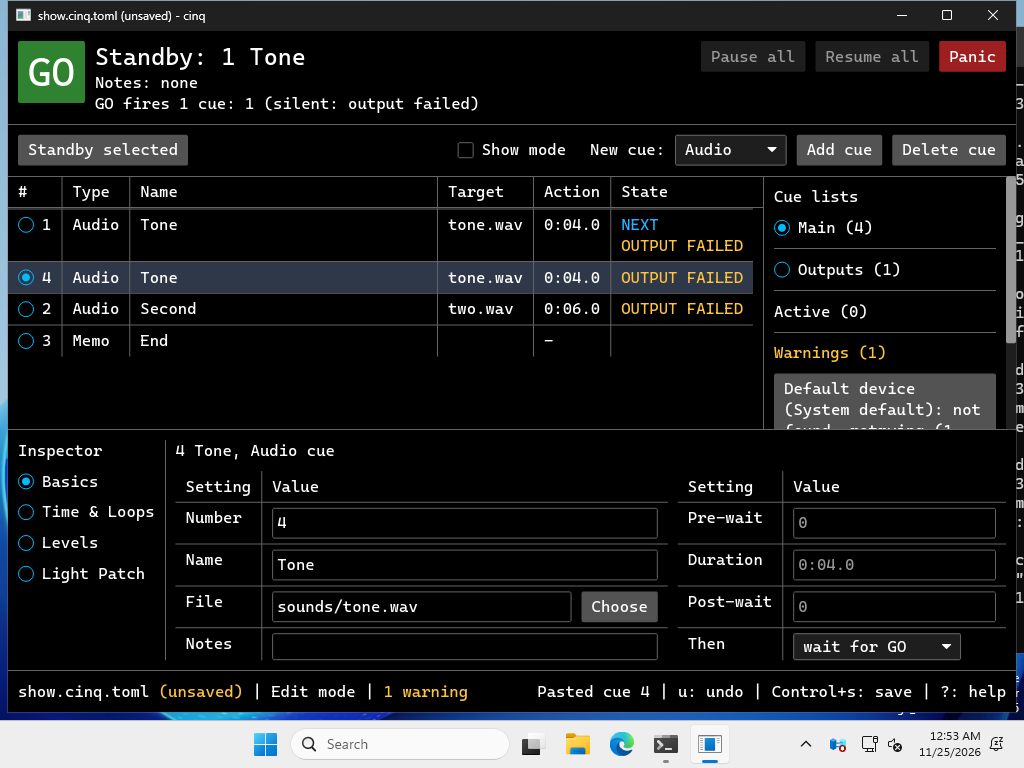 show.cinq.toml (unsaved) - cinq
GO
Standby: 1 Tone
Notes: none
GO fires 1 cue: 1 (silent: output failed)
Pause all
Resume all
Panic
Standby selected
Show mode
New cue:
Audio
Add cue
Delete cue
# Type Name Target Action State
1 Audio Tone tone.wav 0:04.0 NEXT
OUTPUT FAILED
4 Audio Tone tone.wav 0:04.0 OUTPUT FAILED
2 Audio Second two.wav 0:06.0 OUTPUT FAILED
3 Memo End —
Cue lists
Main (4)
Outputs (1)
Active (0)
Warnings (1)
Default device
(System default): not
found, retrying (1
Inspector
Basics
Time & Loops
Levels
Light Patch
4 Tone, Audio cue
Setting Value
Number 4
Name Tone
File sounds/tone.wav Choose
Notes
Setting Value
Pre-wait 0
Duration 0:04.0
Post-wait 0
Then wait for GO
show.cinq.toml (unsaved) | Edit mode | 1 warning
Pasted cue 4 | u: undo | Control+s: save | ?: help
Search
12:53 AM
11/25/2026